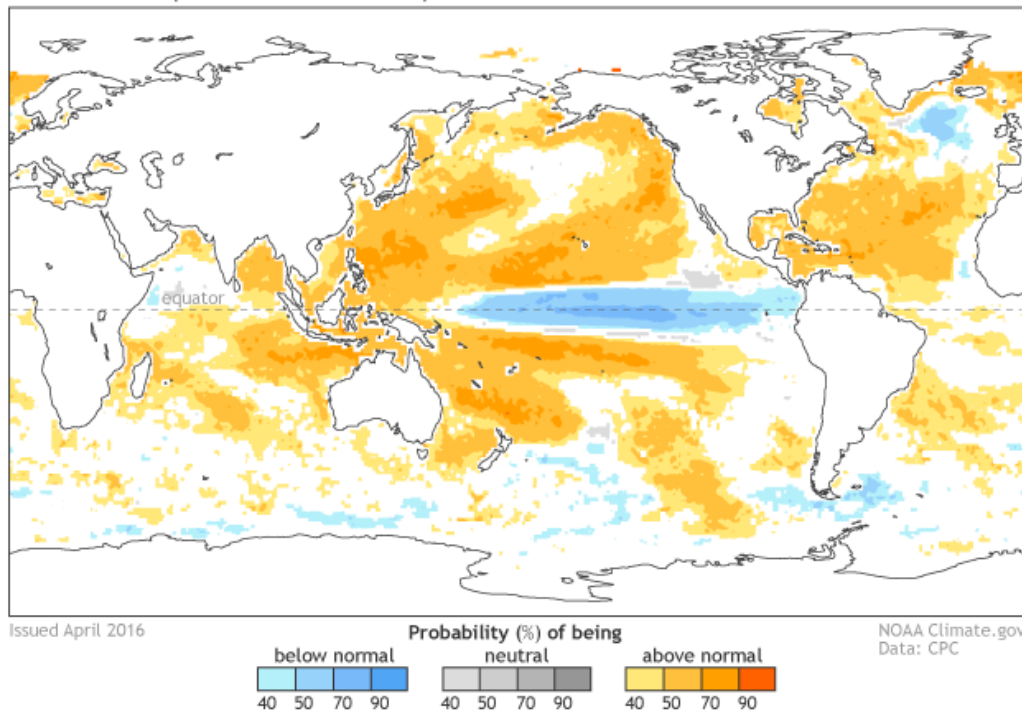 equator
Issued April 2016
Probability (%) of being
NOAA Climate.gov
Data: CPC
below normal
neutral
above normal
40 50 70 90
40 50 70 90
40 50 70 90